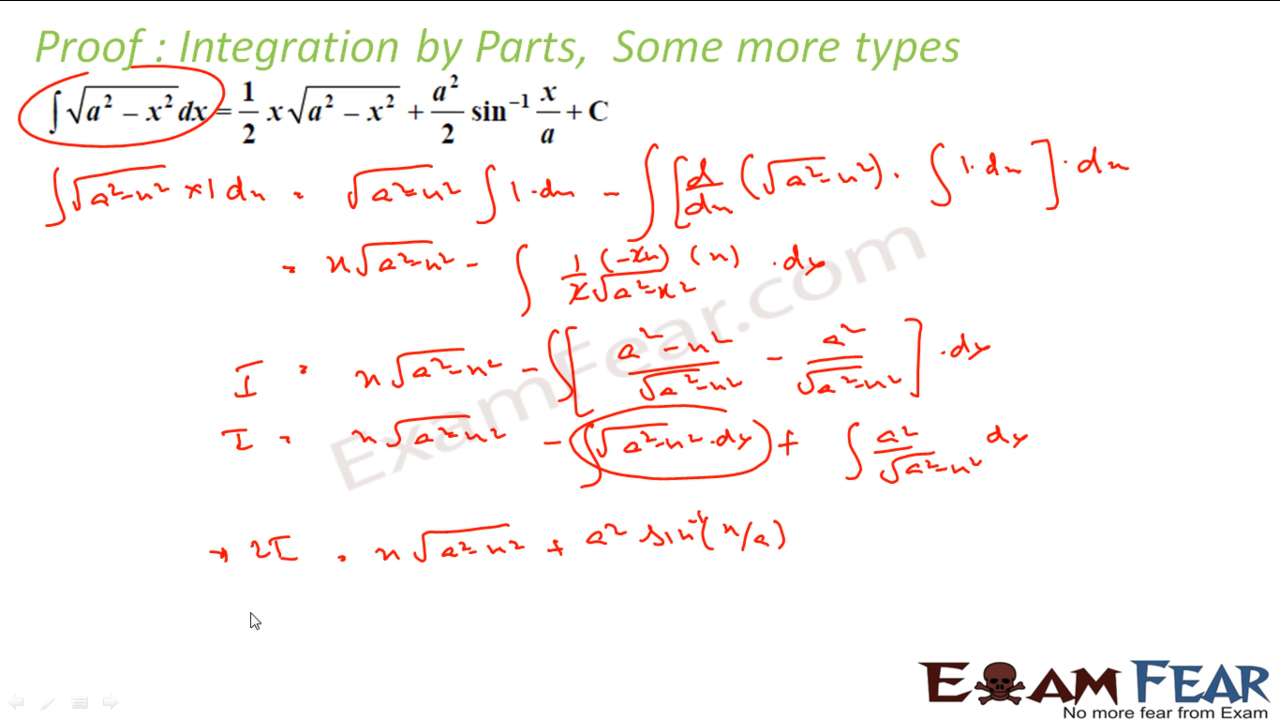 Proof : Integration by Parts, Some more types
∫√(a² − x²) dx = 1/2 x√(a² − x²) + a²/2 sin⁻¹ x/a + C
∫√(a²−x²) ×1 dx = √(a²−x²) ∫1·dx − ∫[d/dx (√(a²−x²)) · ∫1·dx]·dx
= x√(a²−x²) − ∫ 1/(2√(a²−x²)) (−2x) (x) ·dx
I = x√(a²−x²) − ∫[(a²−x²)/√(a²−x²) − a²/√(a²−x²)]·dx
I = x√(a²−x²) − ∫√(a²−x²)·dx + ∫ a²/√(a²−x²) dx
→ 2I = x√(a²−x²) + a² sin⁻¹(x/a)
ExamFear.com
EXAM FEAR
No more fear from Exam